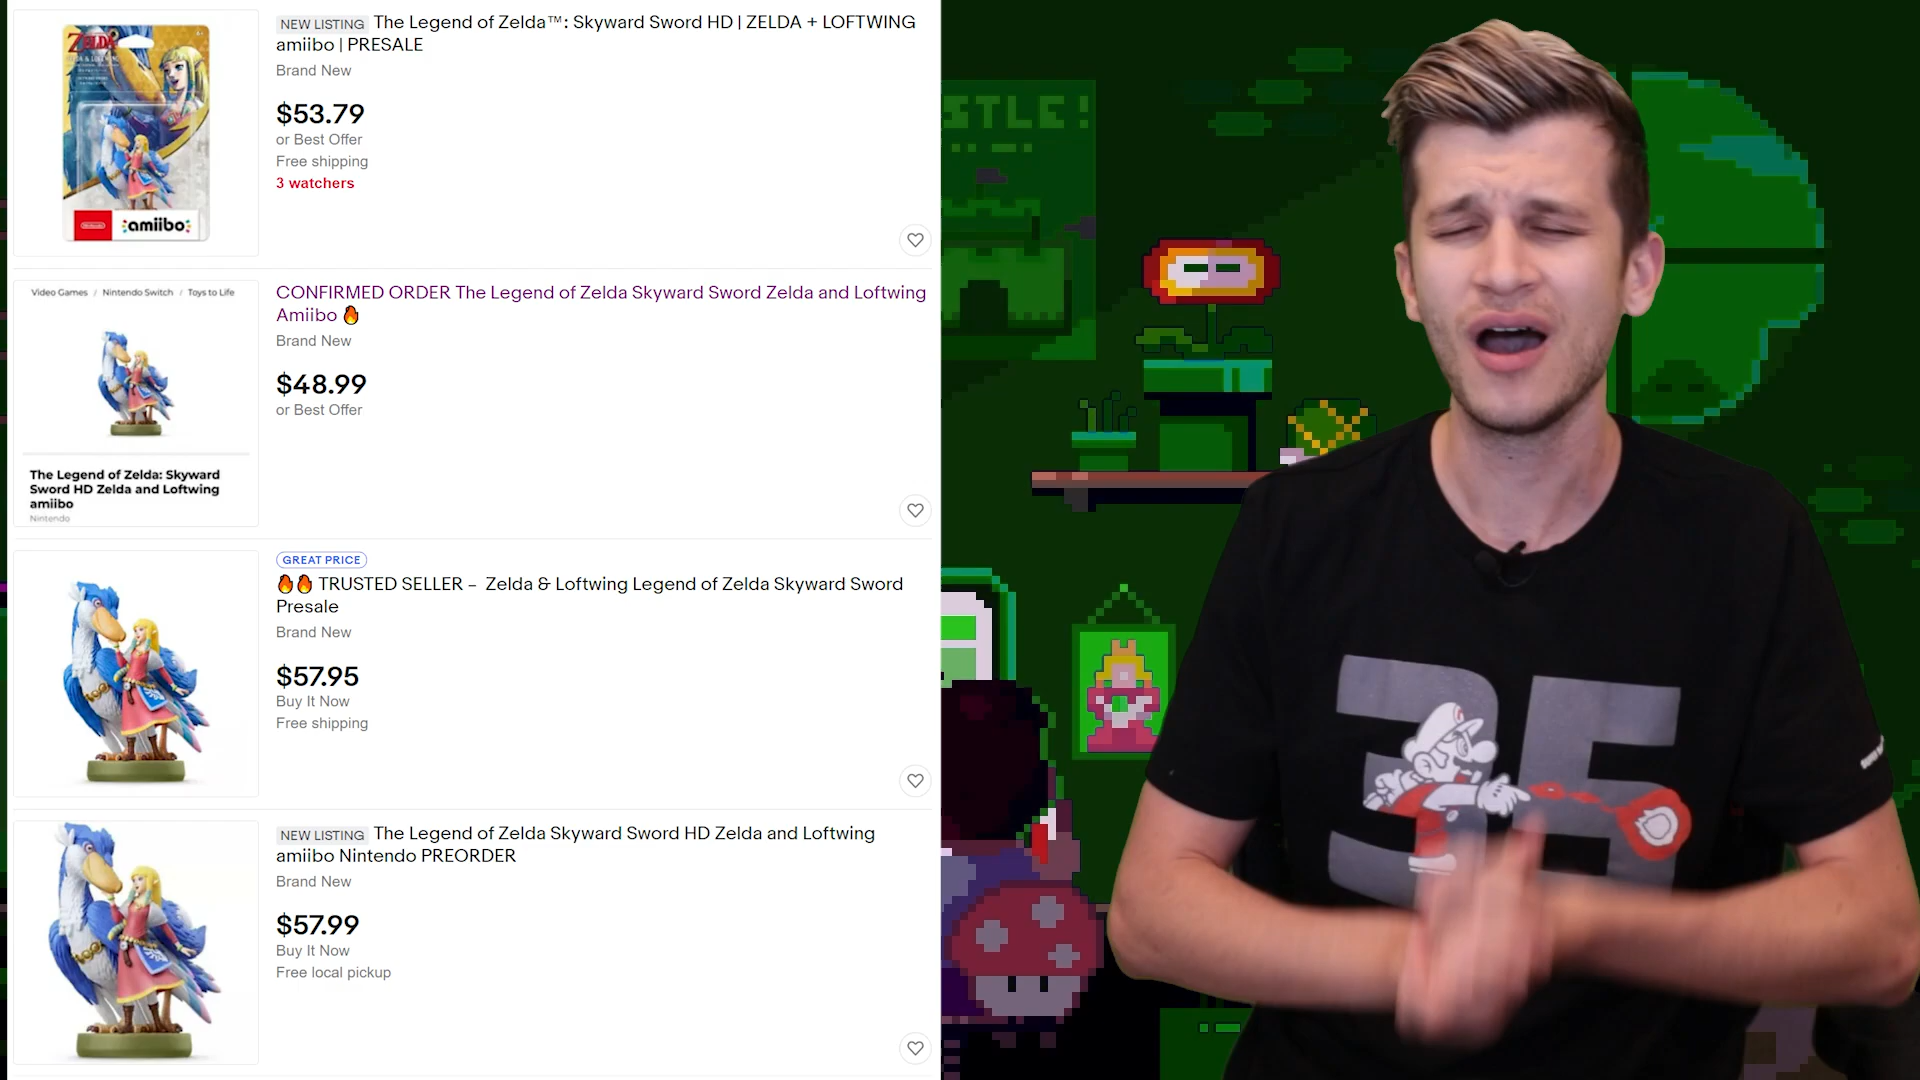 NEW LISTING The Legend of Zelda™: Skyward Sword HD | ZELDA + LOFTWING
amiibo | PRESALE
Brand New
$53.79
or Best Offer
Free shipping
3 watchers
ZELDA
Nintendo
amiibo
Video Games / Nintendo Switch / Toys to Life
The Legend of Zelda: Skyward
Sword HD Zelda and Loftwing
amiibo
Nintendo
CONFIRMED ORDER The Legend of Zelda Skyward Sword Zelda and Loftwing
Amiibo 🔥
Brand New
$48.99
or Best Offer
GREAT PRICE
🔥🔥 TRUSTED SELLER – Zelda & Loftwing Legend of Zelda Skyward Sword
Presale
Brand New
$57.95
Buy It Now
Free shipping
NEW LISTING The Legend of Zelda Skyward Sword HD Zelda and Loftwing
amiibo Nintendo PREORDER
Brand New
$57.99
Buy It Now
Free local pickup
STLE!
35